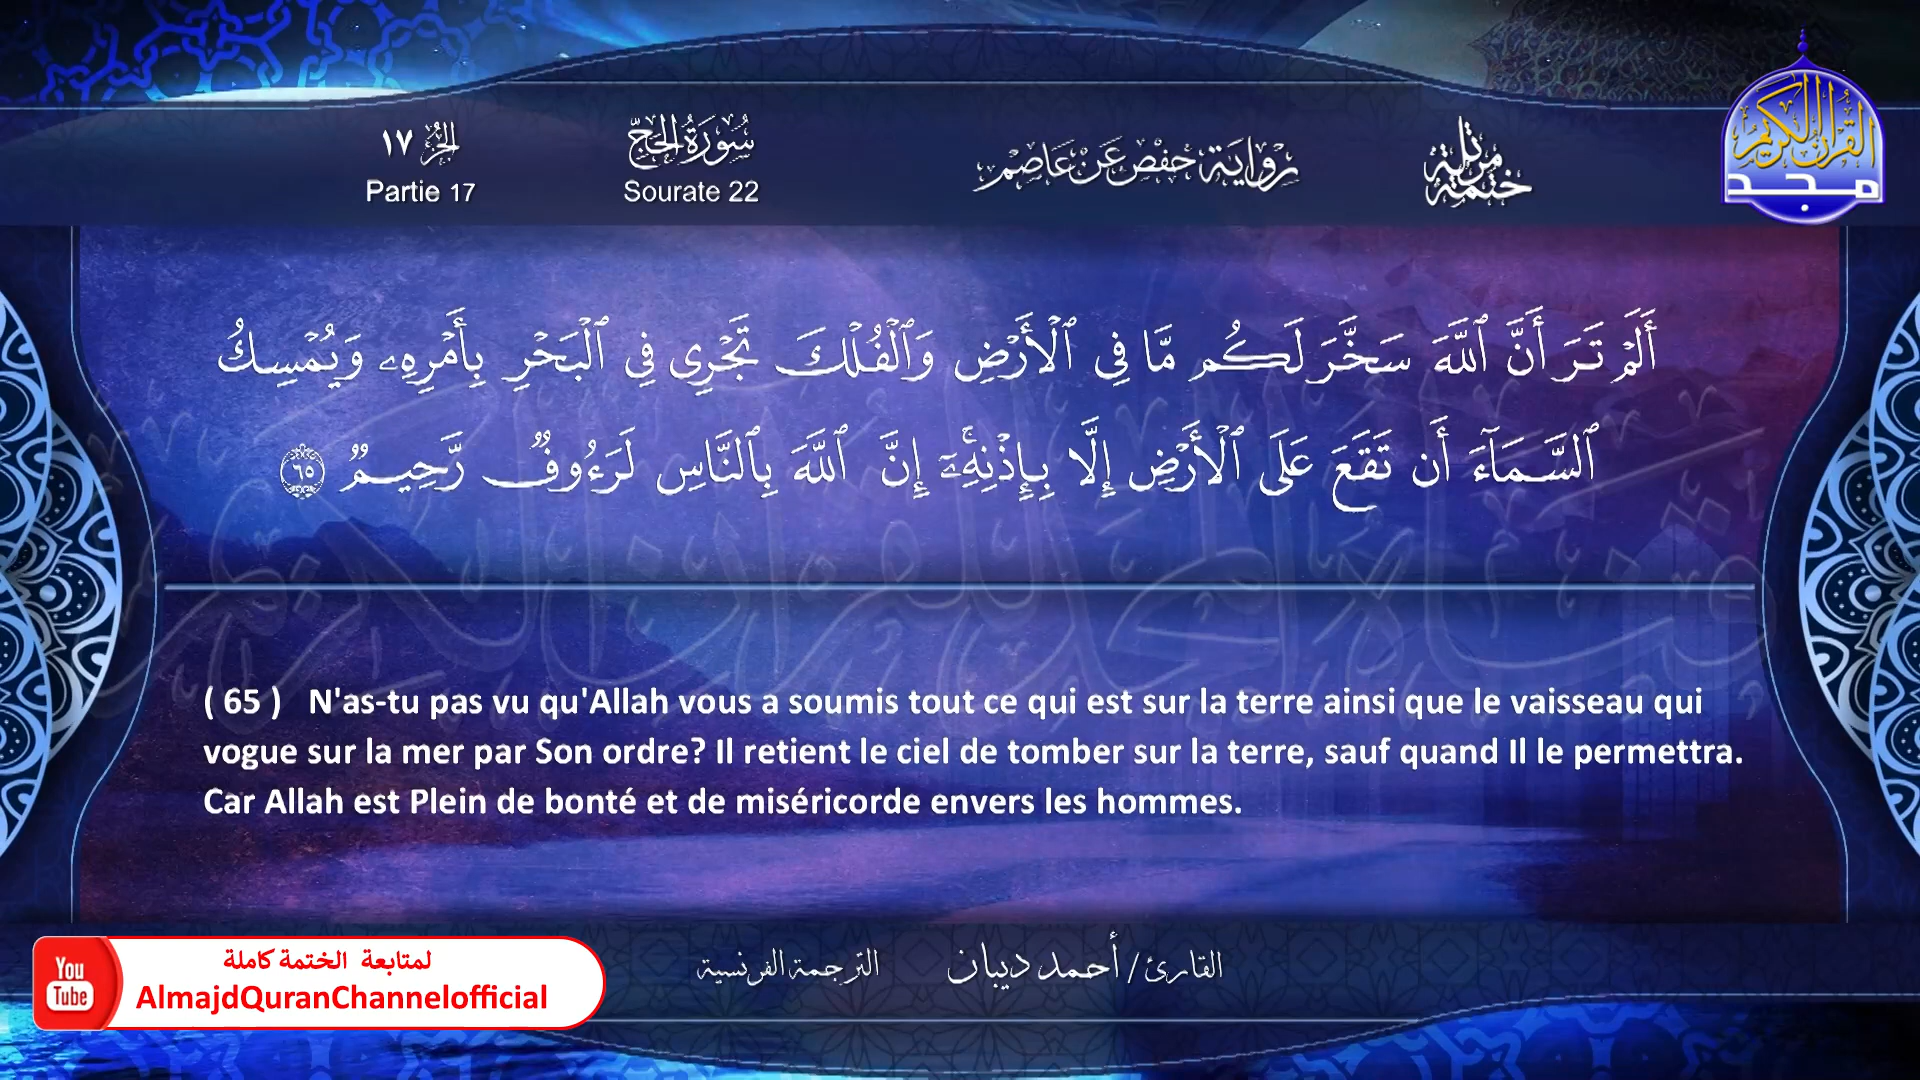 القرآن الكريم
مجد
ختمة مرتلة
رواية حفص عن عاصم
سُورَةُ الحَجّ
Sourate 22
الجزء ١٧
Partie 17
أَلَمْ تَرَ أَنَّ ٱللَّهَ سَخَّرَ لَكُم مَّا فِى ٱلْأَرْضِ وَٱلْفُلْكَ تَجْرِى فِى ٱلْبَحْرِ بِأَمْرِهِۦ وَيُمْسِكُ
ٱلسَّمَآءَ أَن تَقَعَ عَلَى ٱلْأَرْضِ إِلَّا بِإِذْنِهِۦٓ ۗ إِنَّ ٱللَّهَ بِٱلنَّاسِ لَرَءُوفٌ رَّحِيمٌ ٦٥
( 65 ) N'as-tu pas vu qu'Allah vous a soumis tout ce qui est sur la terre ainsi que le vaisseau qui
vogue sur la mer par Son ordre? Il retient le ciel de tomber sur la terre, sauf quand Il le permettra.
Car Allah est Plein de bonté et de miséricorde envers les hommes.
القارئ / أحمد ديبان
الترجمة الفرنسية
You
Tube
لمتابعة الختمة كاملة
AlmajdQuranChannelofficial